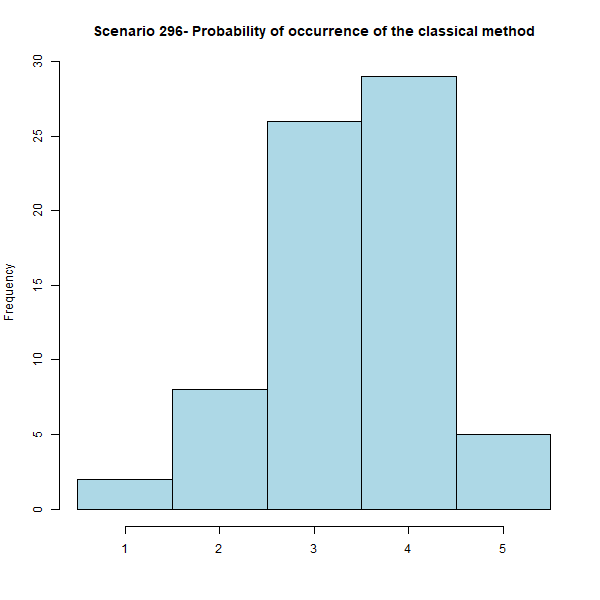 Scenario 296- Probability of occurrence of the classical method
Frequency
30
25
20
15
10
5
0
1 2 3 4 5